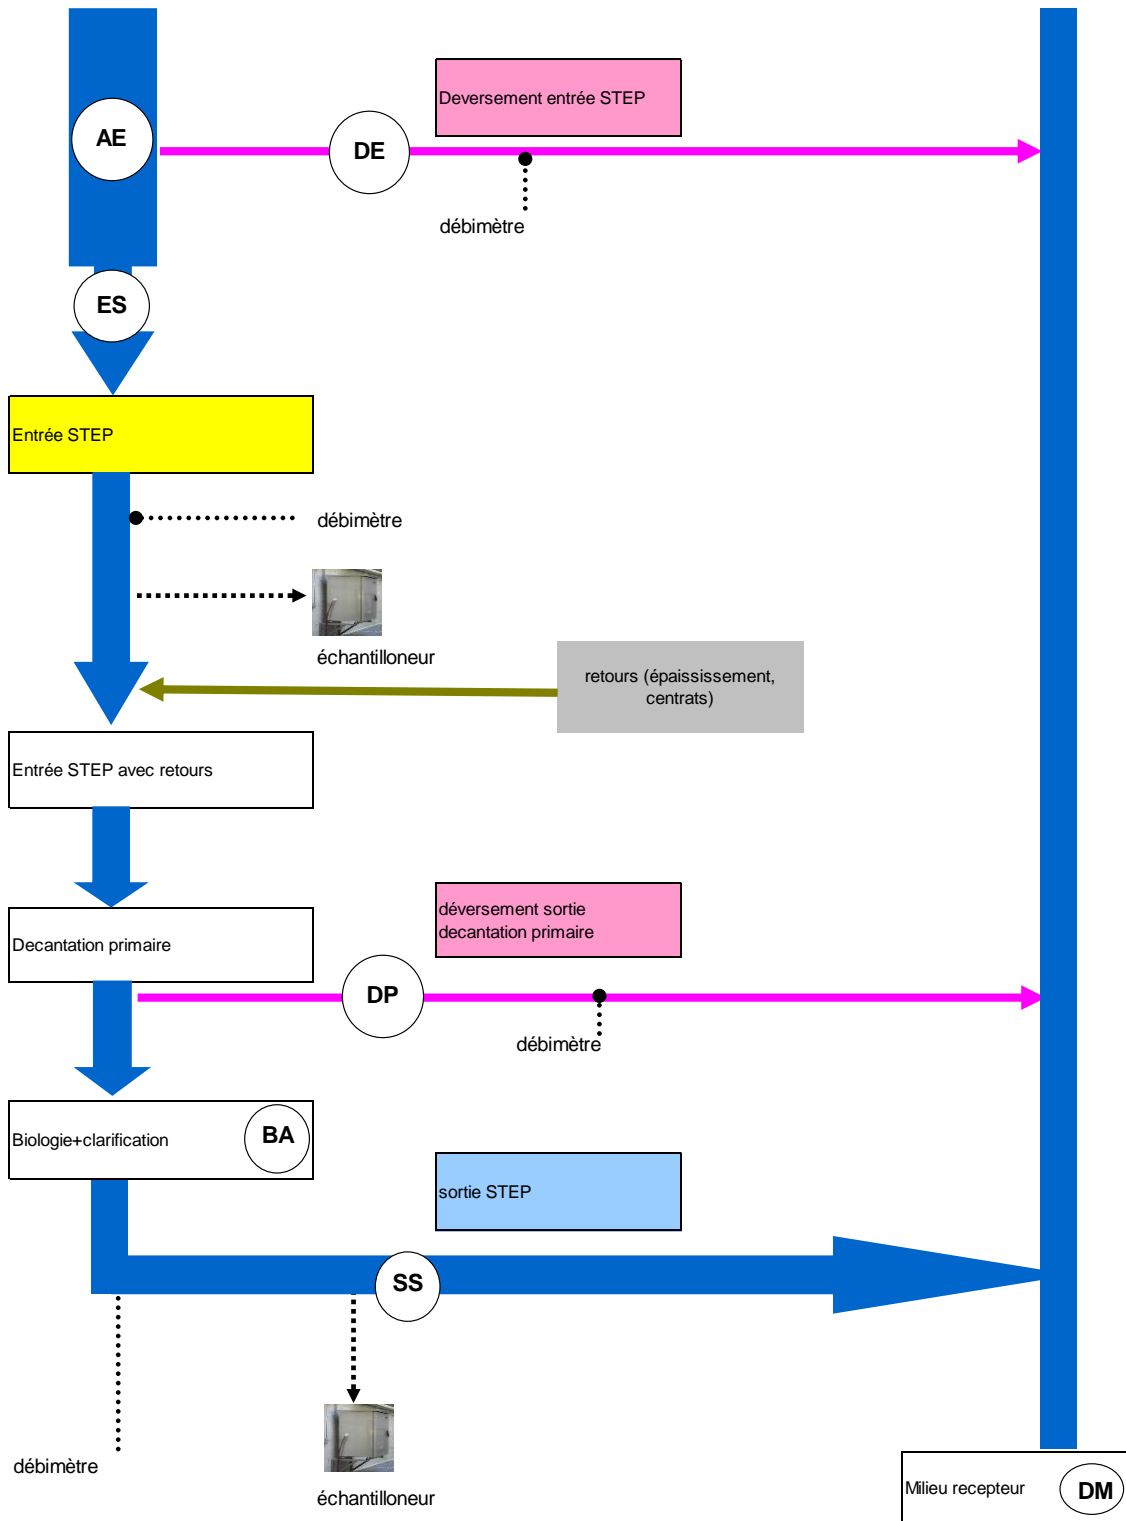 Deversement entrée STEP
AE
DE
débimètre
ES
Entrée STEP
débimètre
échantilloneur
retours (épaississement,
centrats)
Entrée STEP avec retours
déversement sortie
decantation primaire
Decantation primaire
DP
débimètre
Biologie+clarification
BA
sortie STEP
SS
débimètre
échantilloneur
Milieu recepteur
DM